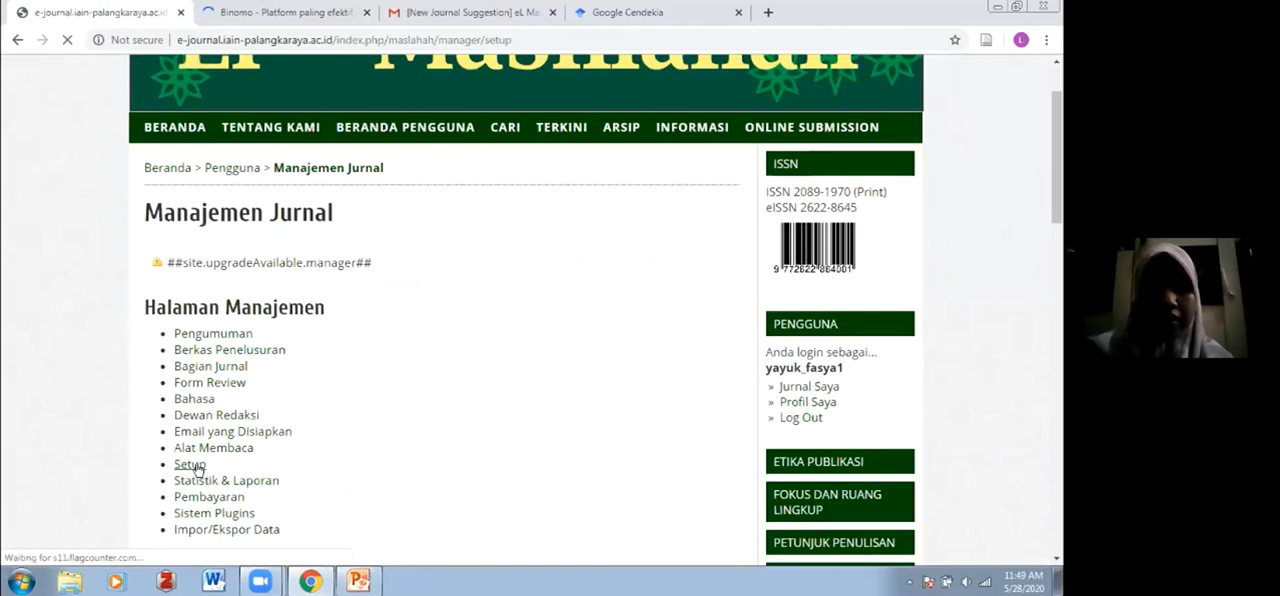 e-journal.iain-palangkaraya.ac.id
Binomo - Platform paling efektif
[New Journal Suggestion] eL Ma
Google Cendekia
Not secure
e-journal.iain-palangkaraya.ac.id/index.php/maslahah/manager/setup
L
El Maslahah
BERANDA TENTANG KAMI BERANDA PENGGUNA CARI TERKINI ARSIP INFORMASI ONLINE SUBMISSION
Beranda > Pengguna > Manajemen Jurnal
Manajemen Jurnal
##site.upgradeAvailable.manager##
Halaman Manajemen
Pengumuman
Berkas Penelusuran
Bagian Jurnal
Form Review
Bahasa
Dewan Redaksi
Email yang Disiapkan
Alat Membaca
Setup
Statistik & Laporan
Pembayaran
Sistem Plugins
Impor/Ekspor Data
ISSN
ISSN 2089-1970 (Print)
eISSN 2622-8645
9 772622 864001
PENGGUNA
Anda login sebagai...
yayuk_fasya1
» Jurnal Saya
» Profil Saya
» Log Out
ETIKA PUBLIKASI
FOKUS DAN RUANG
LINGKUP
PETUNJUK PENULISAN
Waiting for s11.flagcounter.com...
11:49 AM
5/28/2020